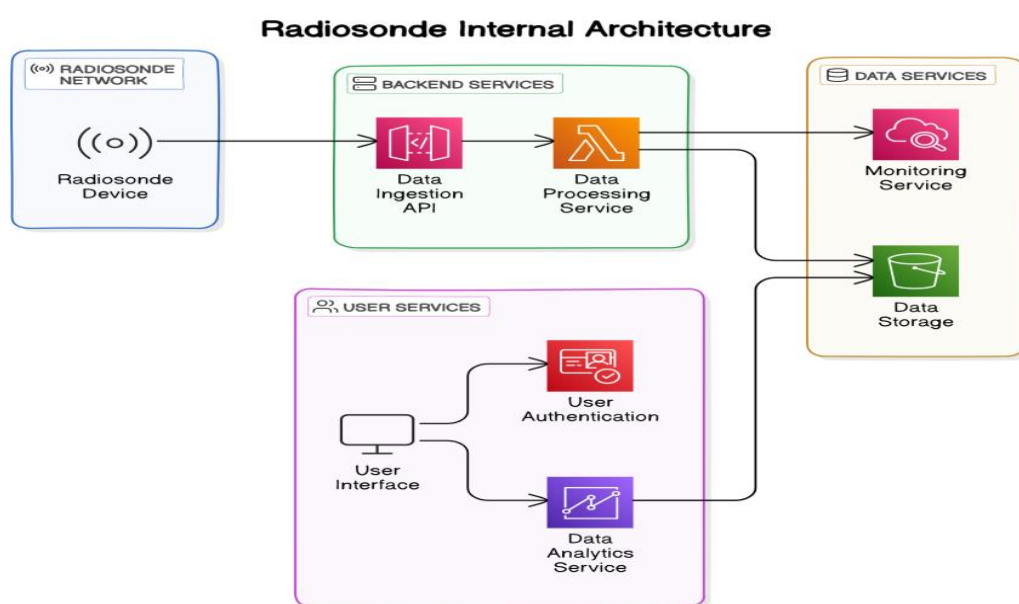 Radiosonde Internal Architecture
RADIOSONDE
NETWORK
Radiosonde
Device
BACKEND SERVICES
Data
Ingestion
API
Data
Processing
Service
DATA SERVICES
Monitoring
Service
Data
Storage
USER SERVICES
User
Authentication
User
Interface
Data
Analytics
Service